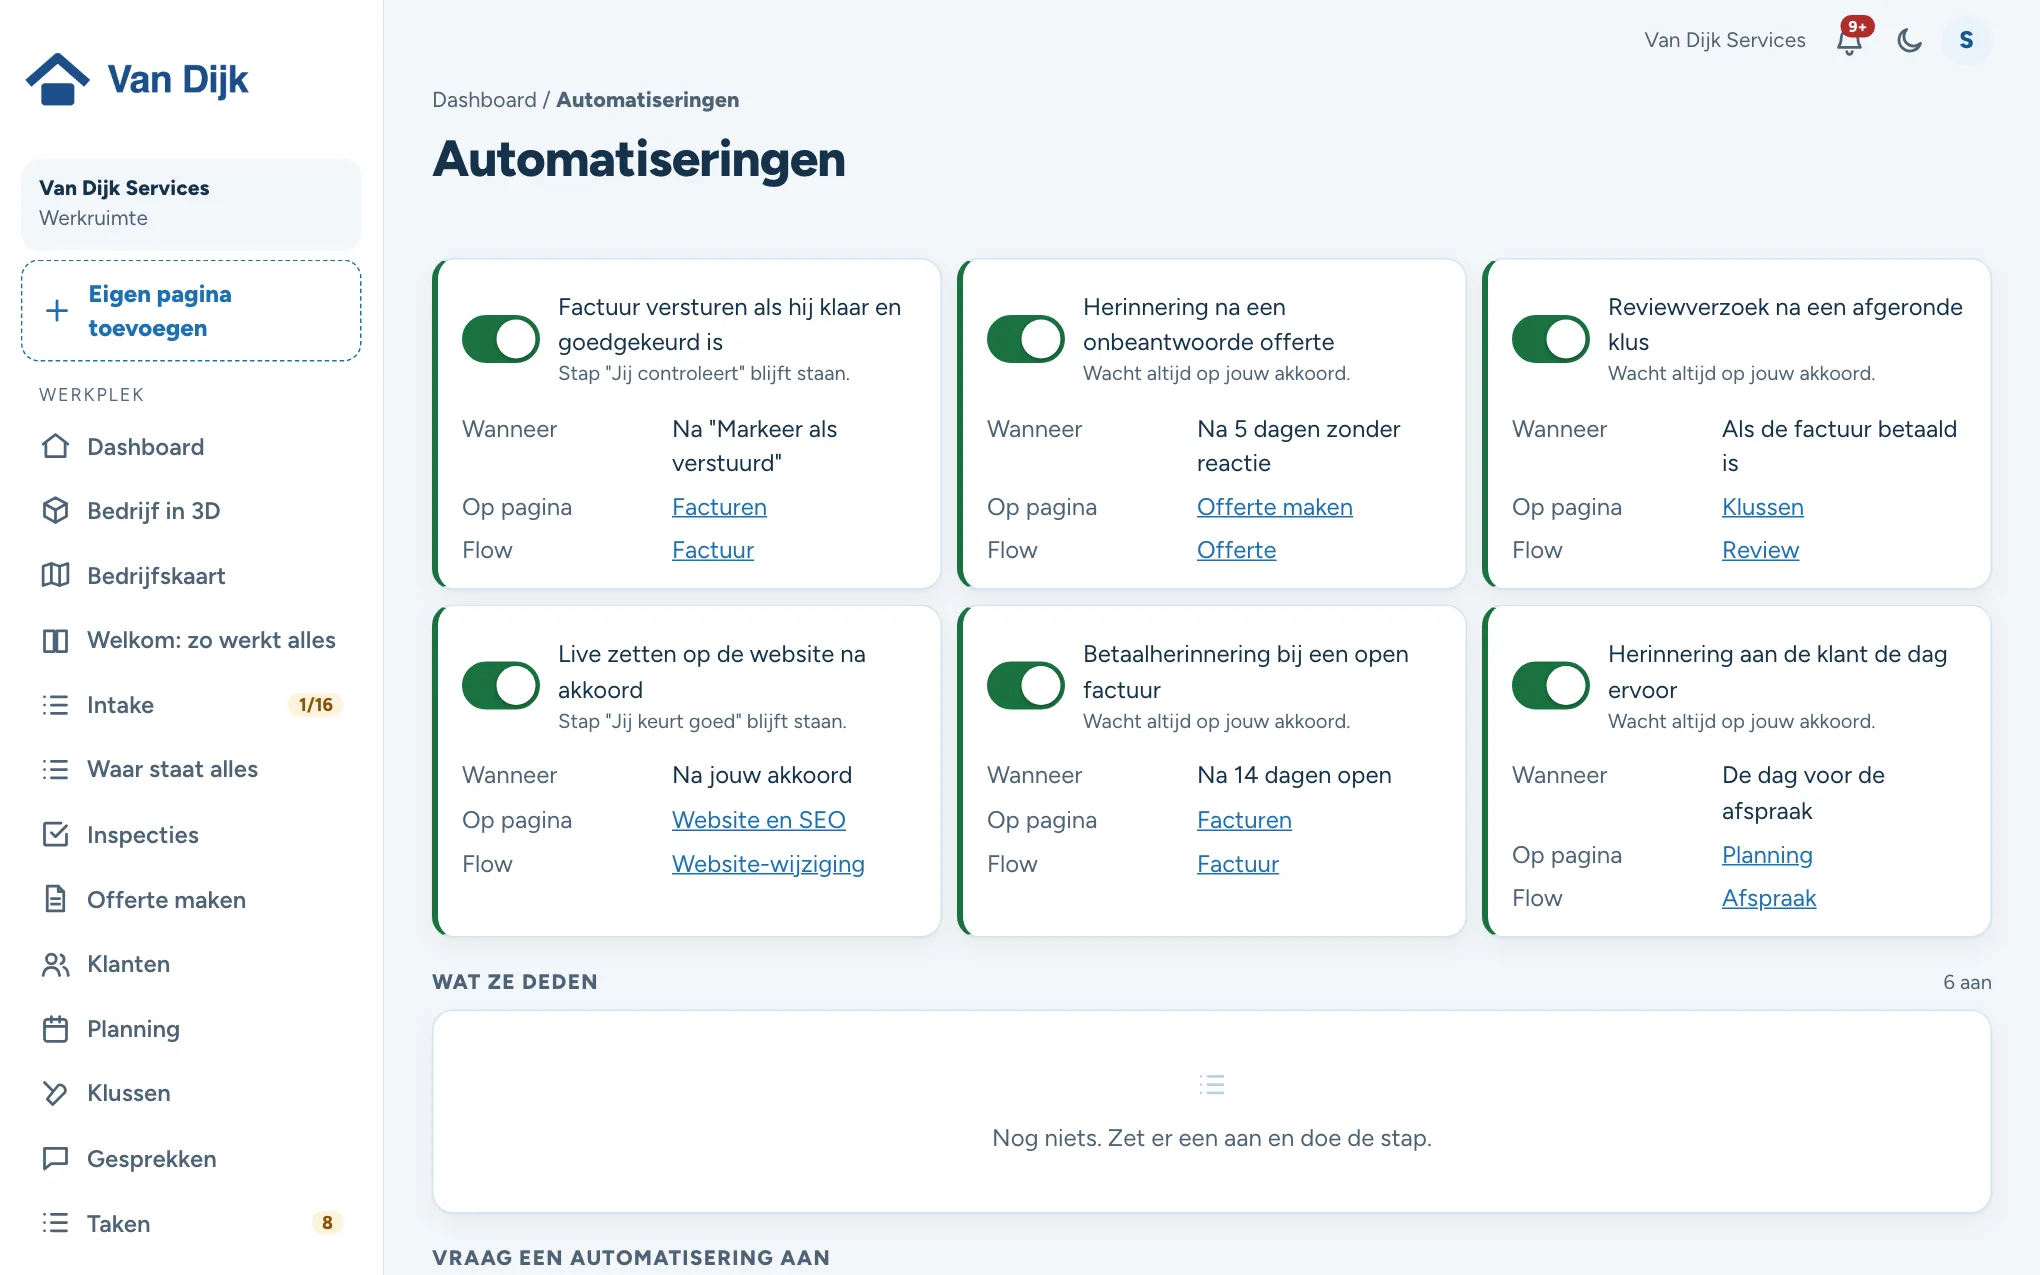 Van Dijk
Van Dijk Services
Werkruimte
Eigen pagina
toevoegen
WERKPLEK
Dashboard
Bedrijf in 3D
Bedrijfskaart
Welkom: zo werkt alles
Intake 1/16
Waar staat alles
Inspecties
Offerte maken
Klanten
Planning
Klussen
Gesprekken
Taken 8
Van Dijk Services 9+ S
Dashboard / Automatiseringen
Automatiseringen
Factuur versturen als hij klaar en
goedgekeurd is
Stap "Jij controleert" blijft staan.
Wanneer Na "Markeer als
verstuurd"
Op pagina Facturen
Flow Factuur
Herinnering na een
onbeantwoorde offerte
Wacht altijd op jouw akkoord.
Wanneer Na 5 dagen zonder
reactie
Op pagina Offerte maken
Flow Offerte
Reviewverzoek na een afgeronde
klus
Wacht altijd op jouw akkoord.
Wanneer Als de factuur betaald
is
Op pagina Klussen
Flow Review
Live zetten op de website na
akkoord
Stap "Jij keurt goed" blijft staan.
Wanneer Na jouw akkoord
Op pagina Website en SEO
Flow Website-wijziging
Betaalherinnering bij een open
factuur
Wacht altijd op jouw akkoord.
Wanneer Na 14 dagen open
Op pagina Facturen
Flow Factuur
Herinnering aan de klant de dag
ervoor
Wacht altijd op jouw akkoord.
Wanneer De dag voor de
afspraak
Op pagina Planning
Flow Afspraak
WAT ZE DEDEN 6 aan
Nog niets. Zet er een aan en doe de stap.
VRAAG EEN AUTOMATISERING AAN